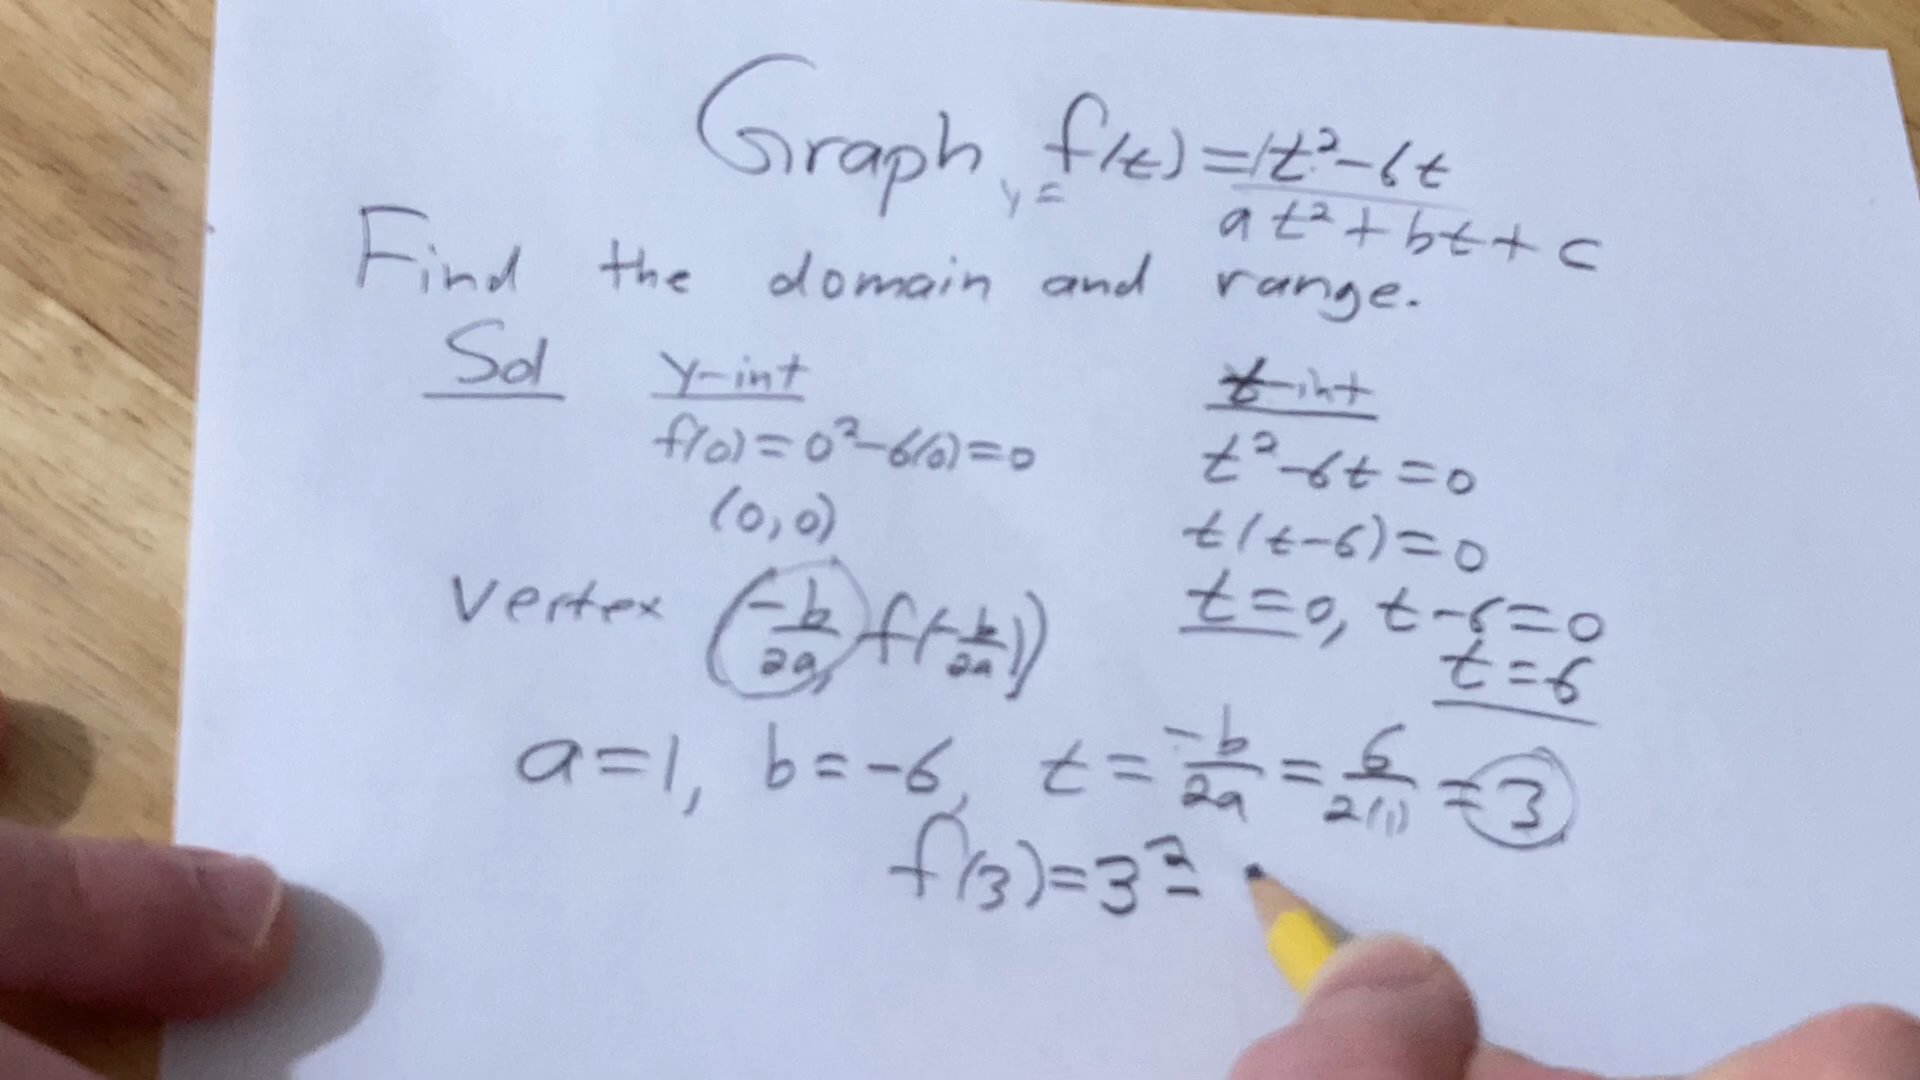 Graph f(t) = 1t²-6t
y=
at²+bt+c
Find the domain and range.
Sol
y-int
f(0)=0²-6(0)=0
(0,0)
t-int
t²-6t=0
t(t-6)=0
t=0, t-6=0
t=6
Vertex (-b/2a, f(-b/2a))
a=1, b=-6, t=-b/2a=6/2(1)=3
f(3)=3²-